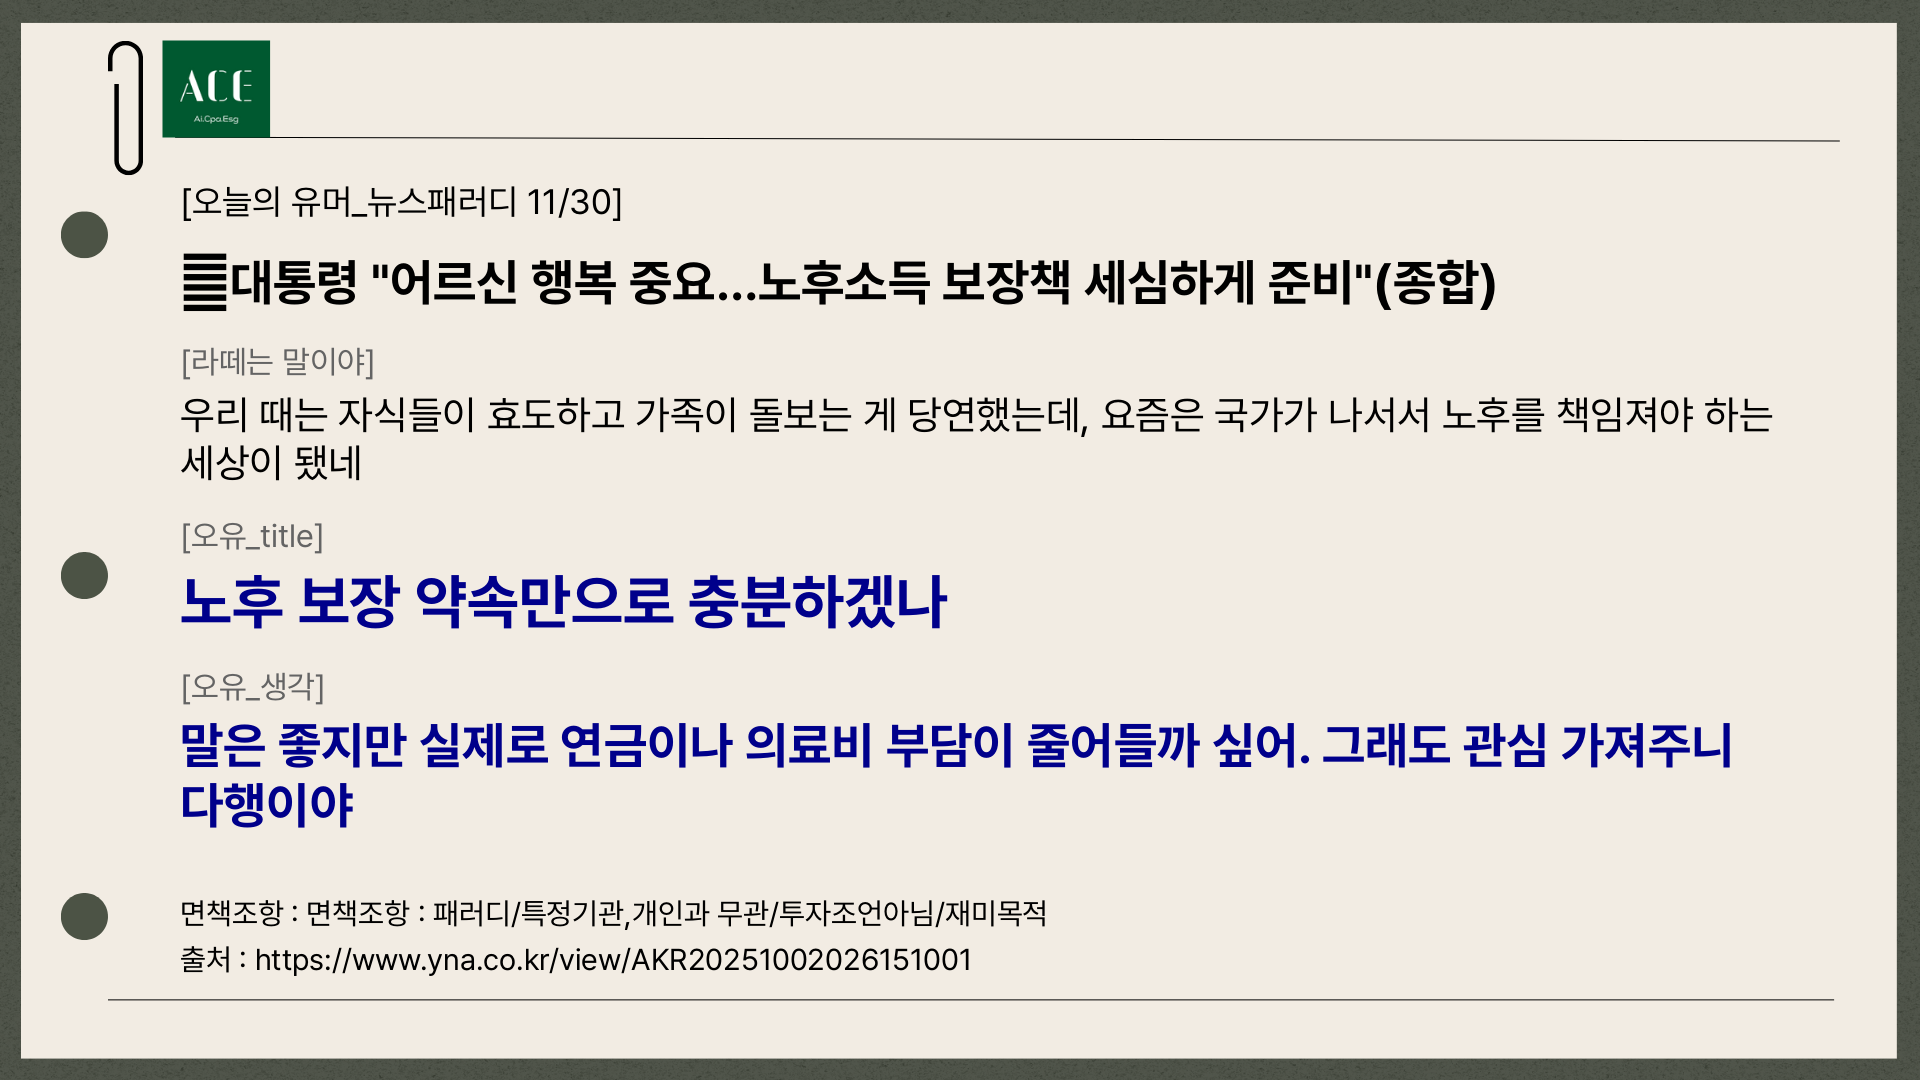 ACE
Ai.Cpa.Esg
[오늘의 유머_뉴스패러디 11/30]
䷀대통령 "어르신 행복 중요…노후소득 보장책 세심하게 준비"(종합)
[라떼는 말이야]
우리 때는 자식들이 효도하고 가족이 돌보는 게 당연했는데, 요즘은 국가가 나서서 노후를 책임져야 하는
세상이 됐네
[오유_title]
노후 보장 약속만으로 충분하겠나
[오유_생각]
말은 좋지만 실제로 연금이나 의료비 부담이 줄어들까 싶어. 그래도 관심 가져주니
다행이야
면책조항 : 면책조항 : 패러디/특정기관,개인과 무관/투자조언아님/재미목적
출처 : https://www.yna.co.kr/view/AKR20251002026151001